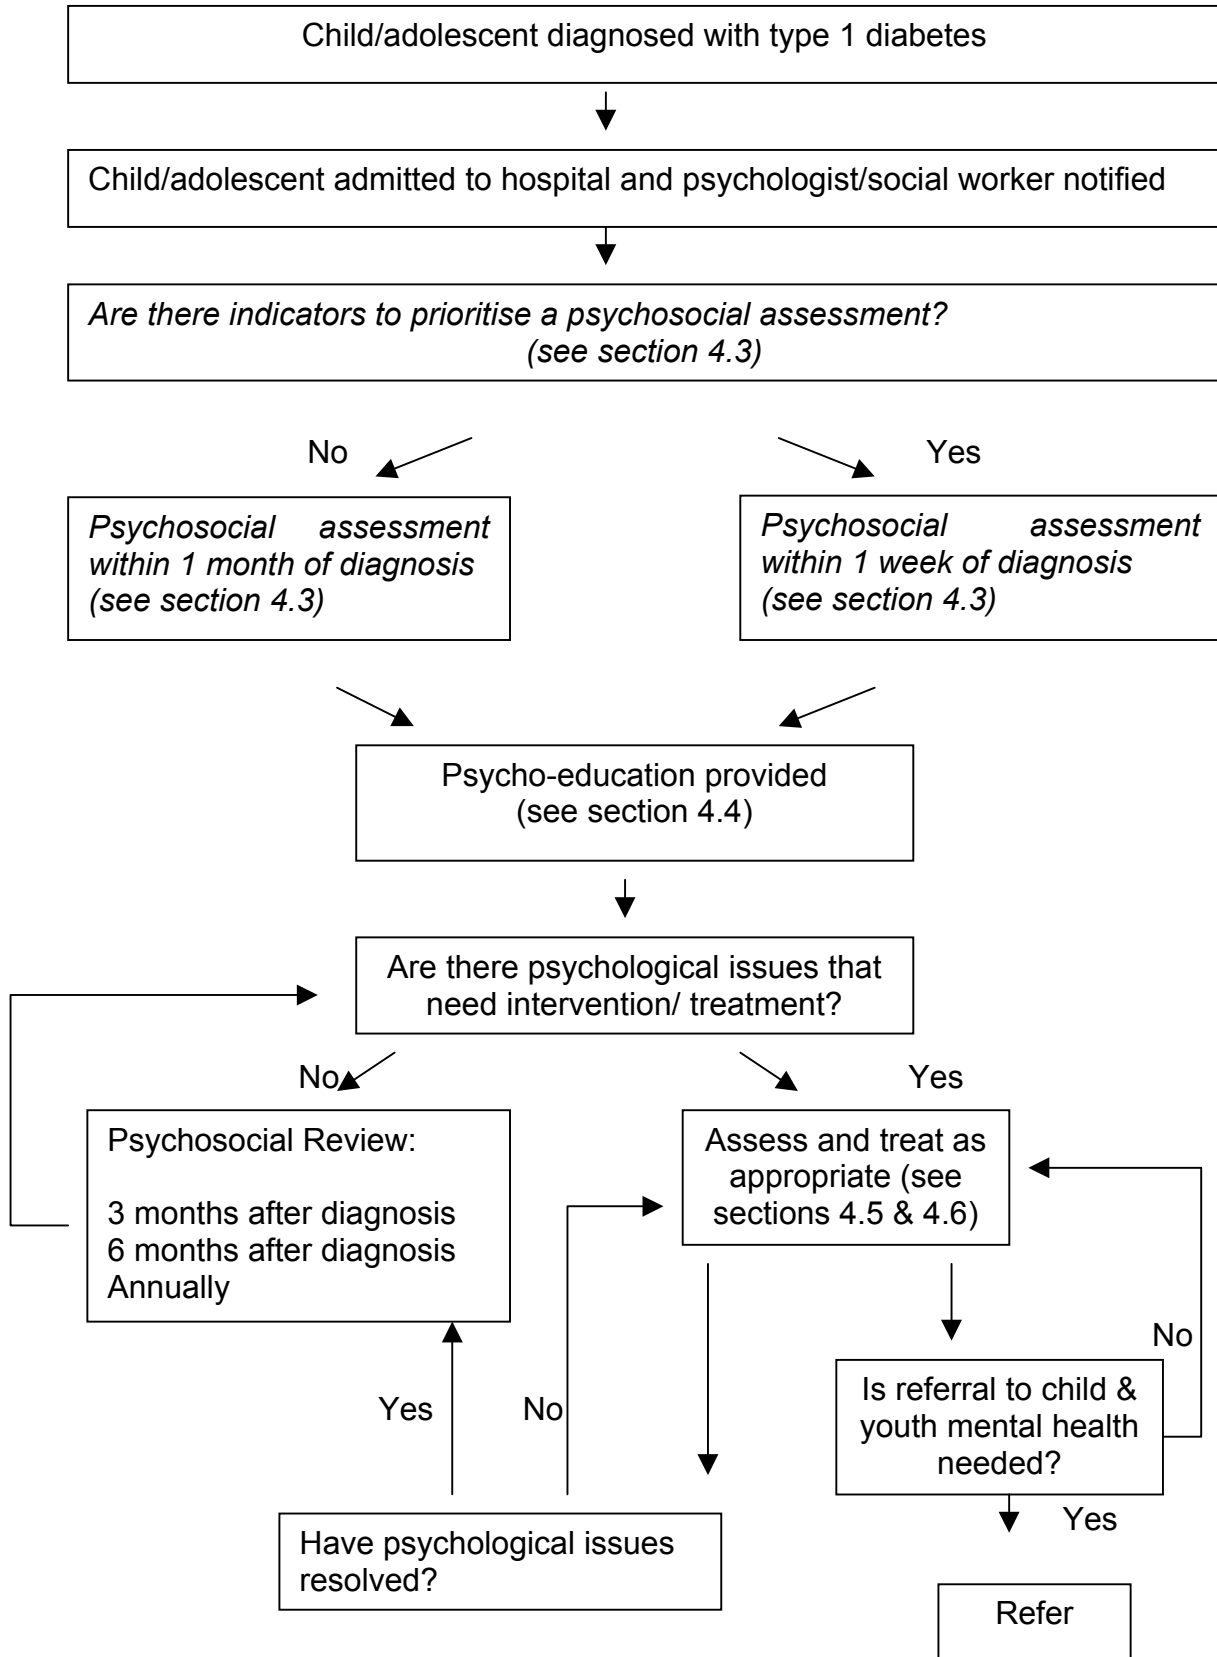 Child/adolescent diagnosed with type 1 diabetes
Child/adolescent admitted to hospital and psychologist/social worker notified
Are there indicators to prioritise a psychosocial assessment?
(see section 4.3)
No
Yes
Psychosocial assessment
within 1 month of diagnosis
(see section 4.3)
Psychosocial assessment
within 1 week of diagnosis
(see section 4.3)
Psycho-education provided
(see section 4.4)
Are there psychological issues that
need intervention/ treatment?
No
Yes
Psychosocial Review:
3 months after diagnosis
6 months after diagnosis
Annually
Assess and treat as
appropriate (see
sections 4.5 & 4.6)
No
Is referral to child &
youth mental health
needed?
Yes
No
Yes
Have psychological issues
resolved?
Refer